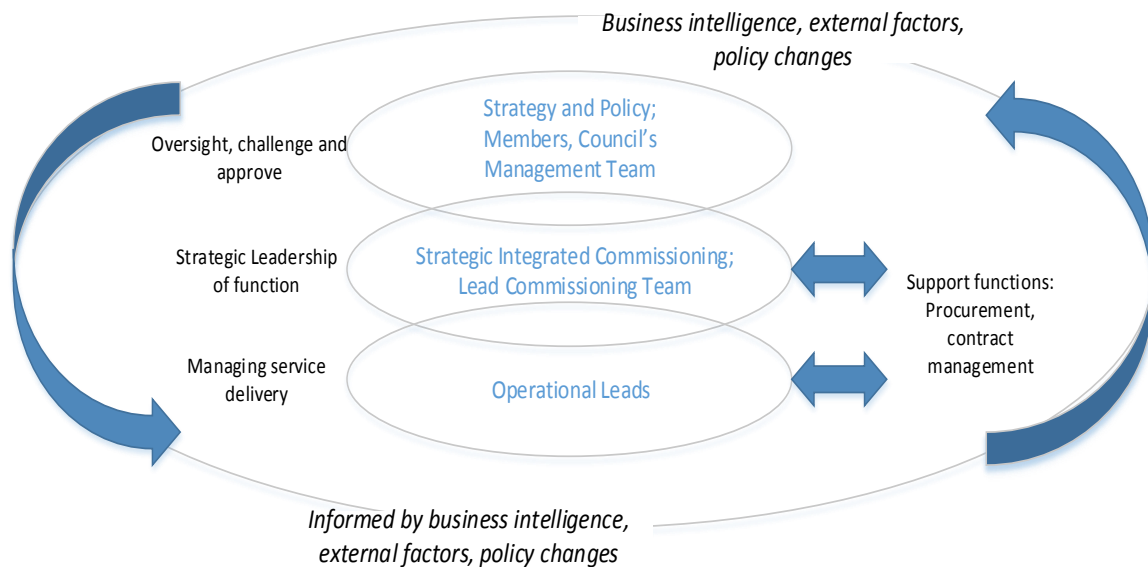 Business intelligence, external factors,
policy changes
Strategy and Policy;
Members, Council's
Management Team
Oversight, challenge and
approve
Strategic Leadership
of function
Strategic Integrated Commissioning;
Lead Commissioning Team
Support functions:
Procurement,
contract
management
Managing service
delivery
Operational Leads
Informed by business intelligence,
external factors, policy changes